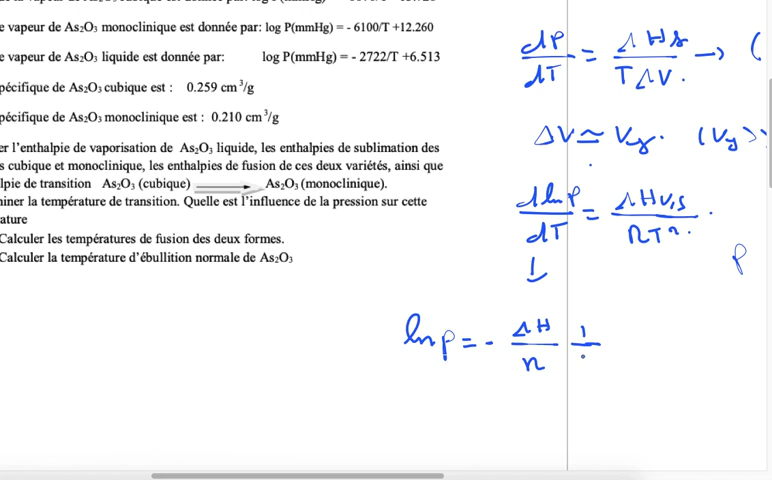 e vapeur de As₂O₃ monoclinique est donnée par: log P(mmHg) = - 6100/T +12.260
e vapeur de As₂O₃ liquide est donnée par: log P(mmHg) = - 2722/T +6.513
pécifique de As₂O₃ cubique est : 0.259 cm³/g
pécifique de As₂O₃ monoclinique est : 0.210 cm³/g
er l'enthalpie de vaporisation de As₂O₃ liquide, les enthalpies de sublimation des
s cubique et monoclinique, les enthalpies de fusion de ces deux variétés, ainsi que
lpie de transition As₂O₃ (cubique) ⟶ As₂O₃ (monoclinique).
niner la température de transition. Quelle est l'influence de la pression sur cette
ature
Calculer les températures de fusion des deux formes.
Calculer la température d'ébullition normale de As₂O₃
dP/dT = ΔHs/TΔV. → (
ΔV ≃ Vg. (Vg >
d ln P/dT = ΔHv,s/RT². 
P
ln p = - ΔH/R 1/